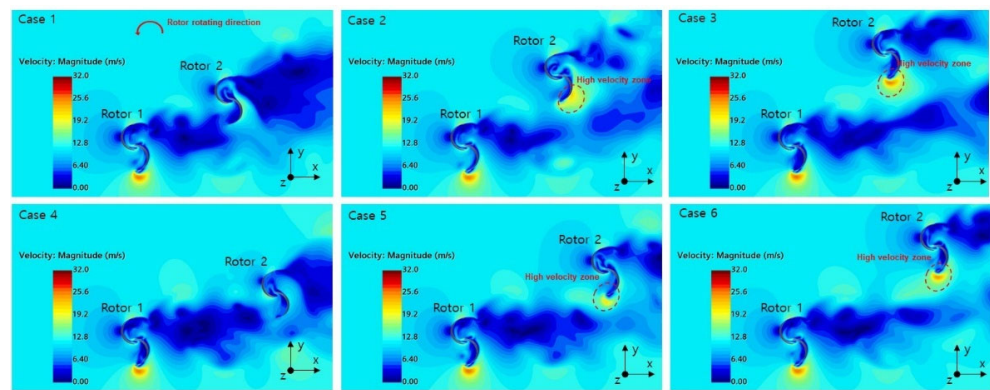 Case 1
Rotor rotating direction
Velocity: Magnitude (m/s)
32.0
25.6
19.2
12.8
6.40
0.00
Rotor 1
Rotor 2
y
x
z
Case 2
Velocity: Magnitude (m/s)
32.0
25.6
19.2
12.8
6.40
0.00
Rotor 1
Rotor 2
High velocity zone
y
x
z
Case 3
Velocity: Magnitude (m/s)
32.0
25.6
19.2
12.8
6.40
0.00
Rotor 1
Rotor 2
High velocity zone
y
x
z
Case 4
Velocity: Magnitude (m/s)
32.0
25.6
19.2
12.8
6.40
0.00
Rotor 1
Rotor 2
y
x
z
Case 5
Velocity: Magnitude (m/s)
32.0
25.6
19.2
12.8
6.40
0.00
Rotor 1
Rotor 2
High velocity zone
y
x
z
Case 6
Velocity: Magnitude (m/s)
32.0
25.6
19.2
12.8
6.40
0.00
Rotor 1
Rotor 2
High velocity zone
y
x
z